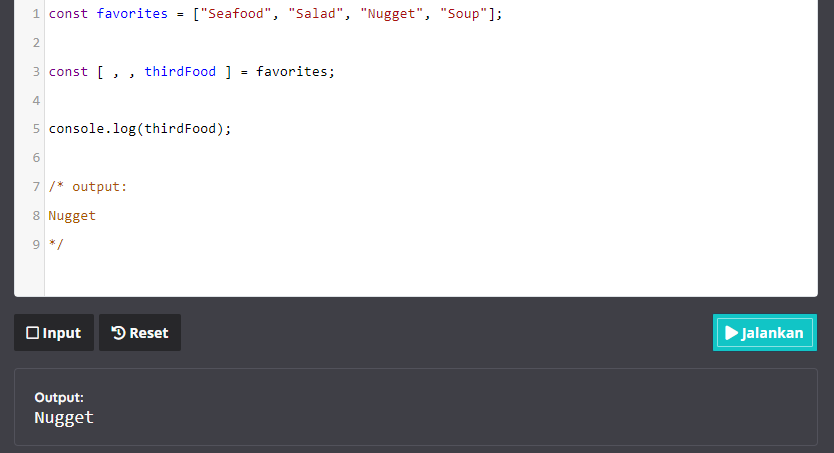 1 const favorites = ["Seafood", "Salad", "Nugget", "Soup"];
2
3 const [ , , thirdFood ] = favorites;
4
5 console.log(thirdFood);
6
7 /* output:
8 Nugget
9 */
Input Reset Jalankan
Output:
Nugget